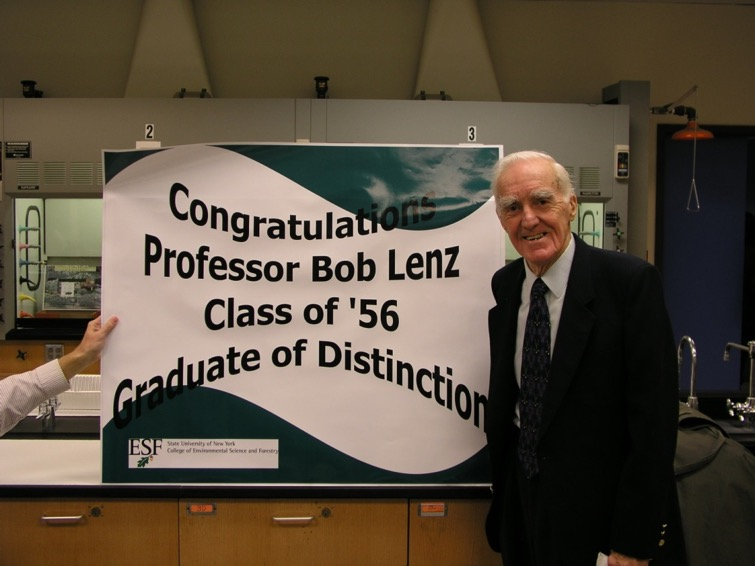 2
3
Congratulations
Professor Bob Lenz
Class of '56
Graduate of Distinction
ESF
State University of New York
College of Environmental Science and Forestry